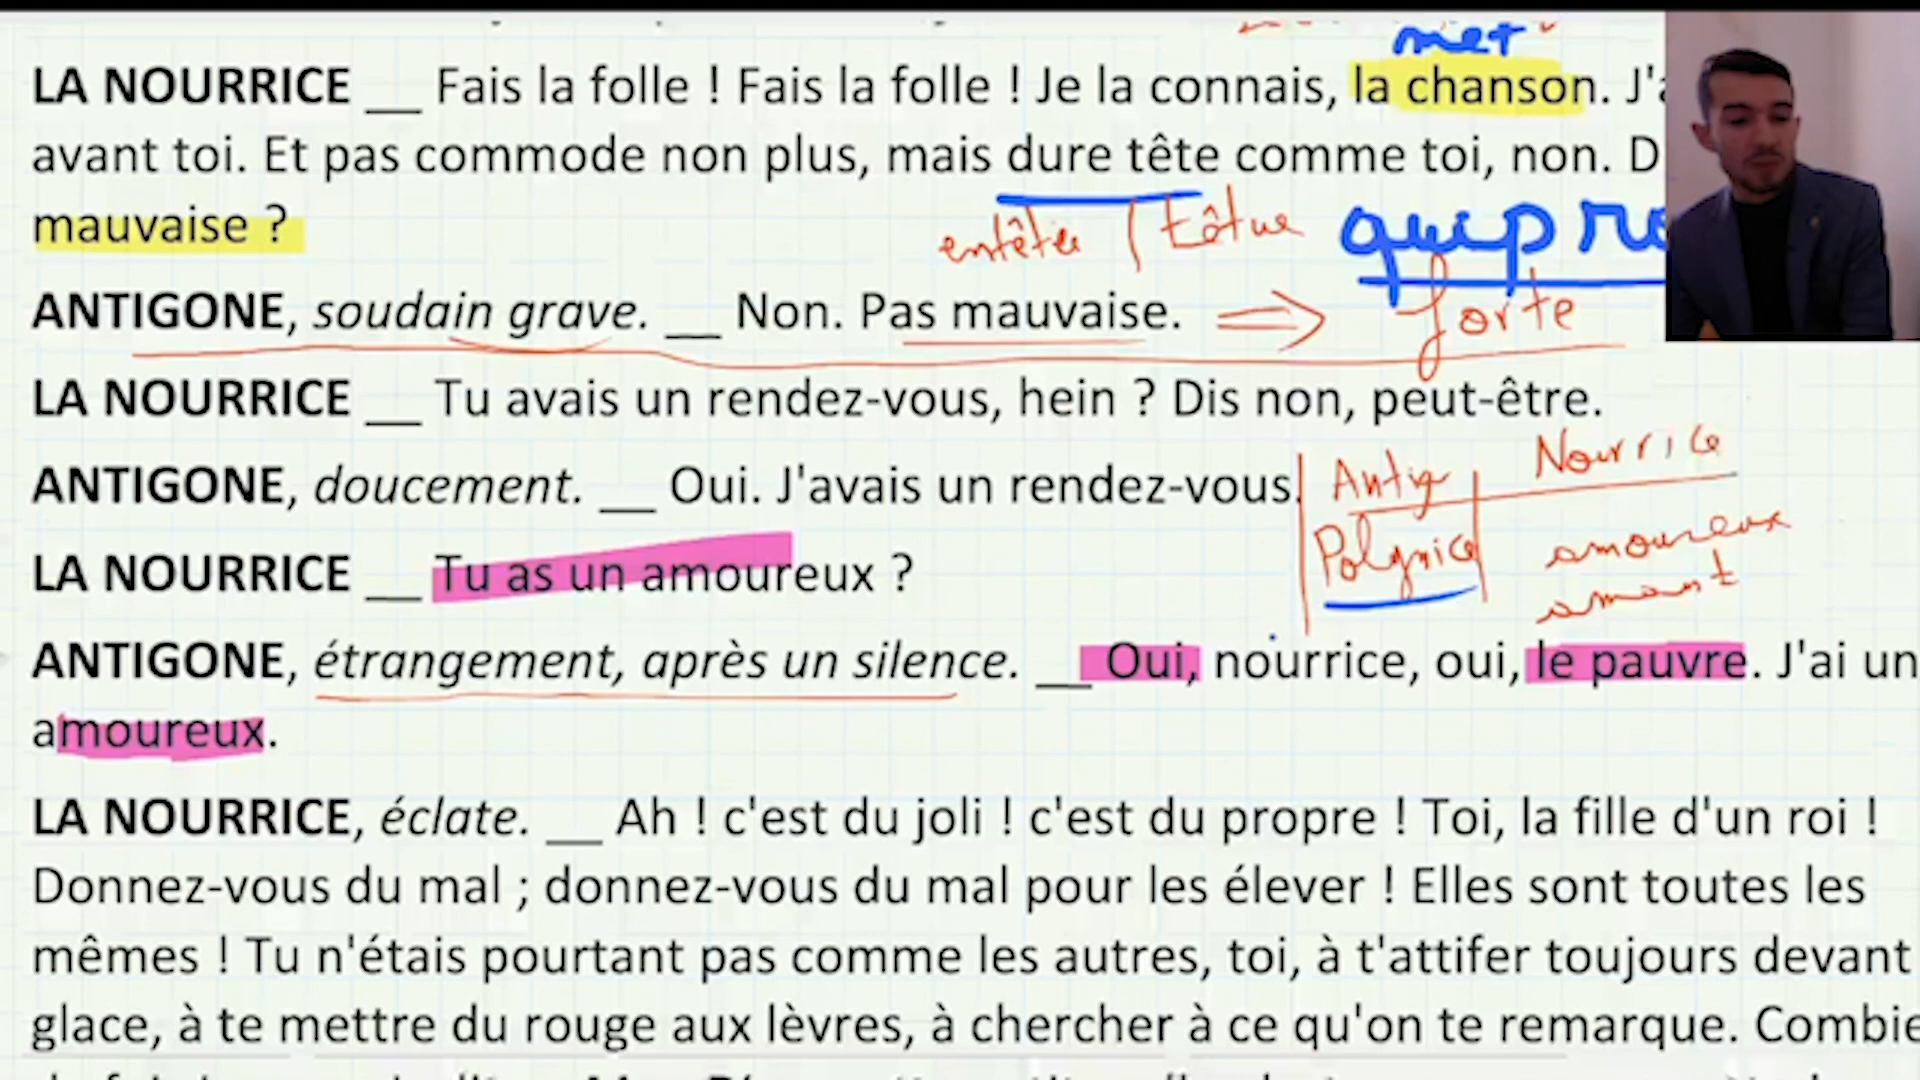 met
LA NOURRICE __ Fais la folle ! Fais la folle ! Je la connais, la chanson. J'a
avant toi. Et pas commode non plus, mais dure tête comme toi, non. D
mauvaise ?
entêtée / têtue
quipro
ANTIGONE, soudain grave. __ Non. Pas mauvaise. ⇒ forte
LA NOURRICE __ Tu avais un rendez-vous, hein ? Dis non, peut-être.
Antig | Nourrice
ANTIGONE, doucement. __ Oui. J'avais un rendez-vous.
Polynice | amoureux
amant
LA NOURRICE __ Tu as un amoureux ?
ANTIGONE, étrangement, après un silence. __ Oui, nourrice, oui, le pauvre. J'ai un
amoureux.
LA NOURRICE, éclate. __ Ah ! c'est du joli ! c'est du propre ! Toi, la fille d'un roi !
Donnez-vous du mal ; donnez-vous du mal pour les élever ! Elles sont toutes les
mêmes ! Tu n'étais pourtant pas comme les autres, toi, à t'attifer toujours devant
glace, à te mettre du rouge aux lèvres, à chercher à ce qu'on te remarque. Combie